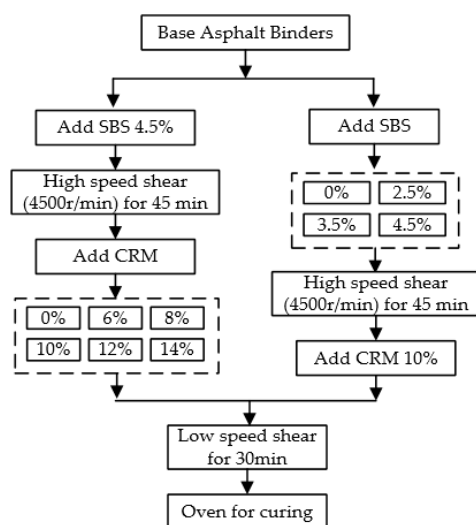 Base Asphalt Binders
Add SBS 4.5%
High speed shear
(4500r/min) for 45 min
Add CRM
0% 6% 8%
10% 12% 14%
Add SBS
0% 2.5%
3.5% 4.5%
High speed shear
(4500r/min) for 45 min
Add CRM 10%
Low speed shear
for 30min
Oven for curing